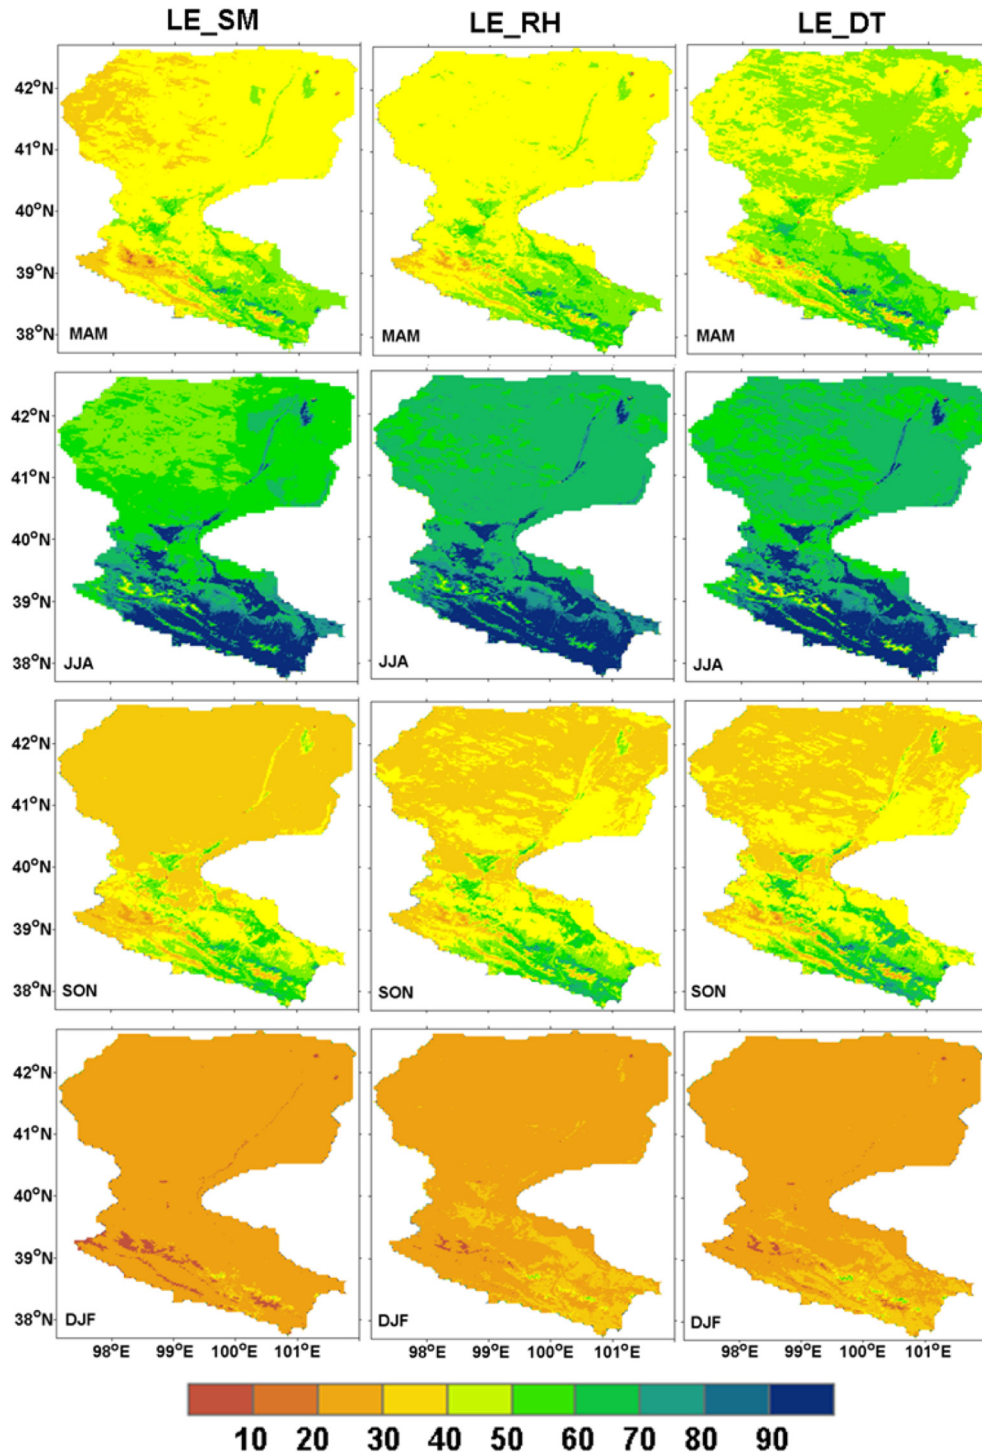 LE_SM LE_RH LE_DT
42°N
41°N
40°N
39°N
38°N
MAM MAM MAM
42°N
41°N
40°N
39°N
38°N
JJA JJA JJA
42°N
41°N
40°N
39°N
38°N
SON SON SON
42°N
41°N
40°N
39°N
38°N
DJF DJF DJF
98°E 99°E 100°E 101°E 98°E 99°E 100°E 101°E 98°E 99°E 100°E 101°E
10 20 30 40 50 60 70 80 90